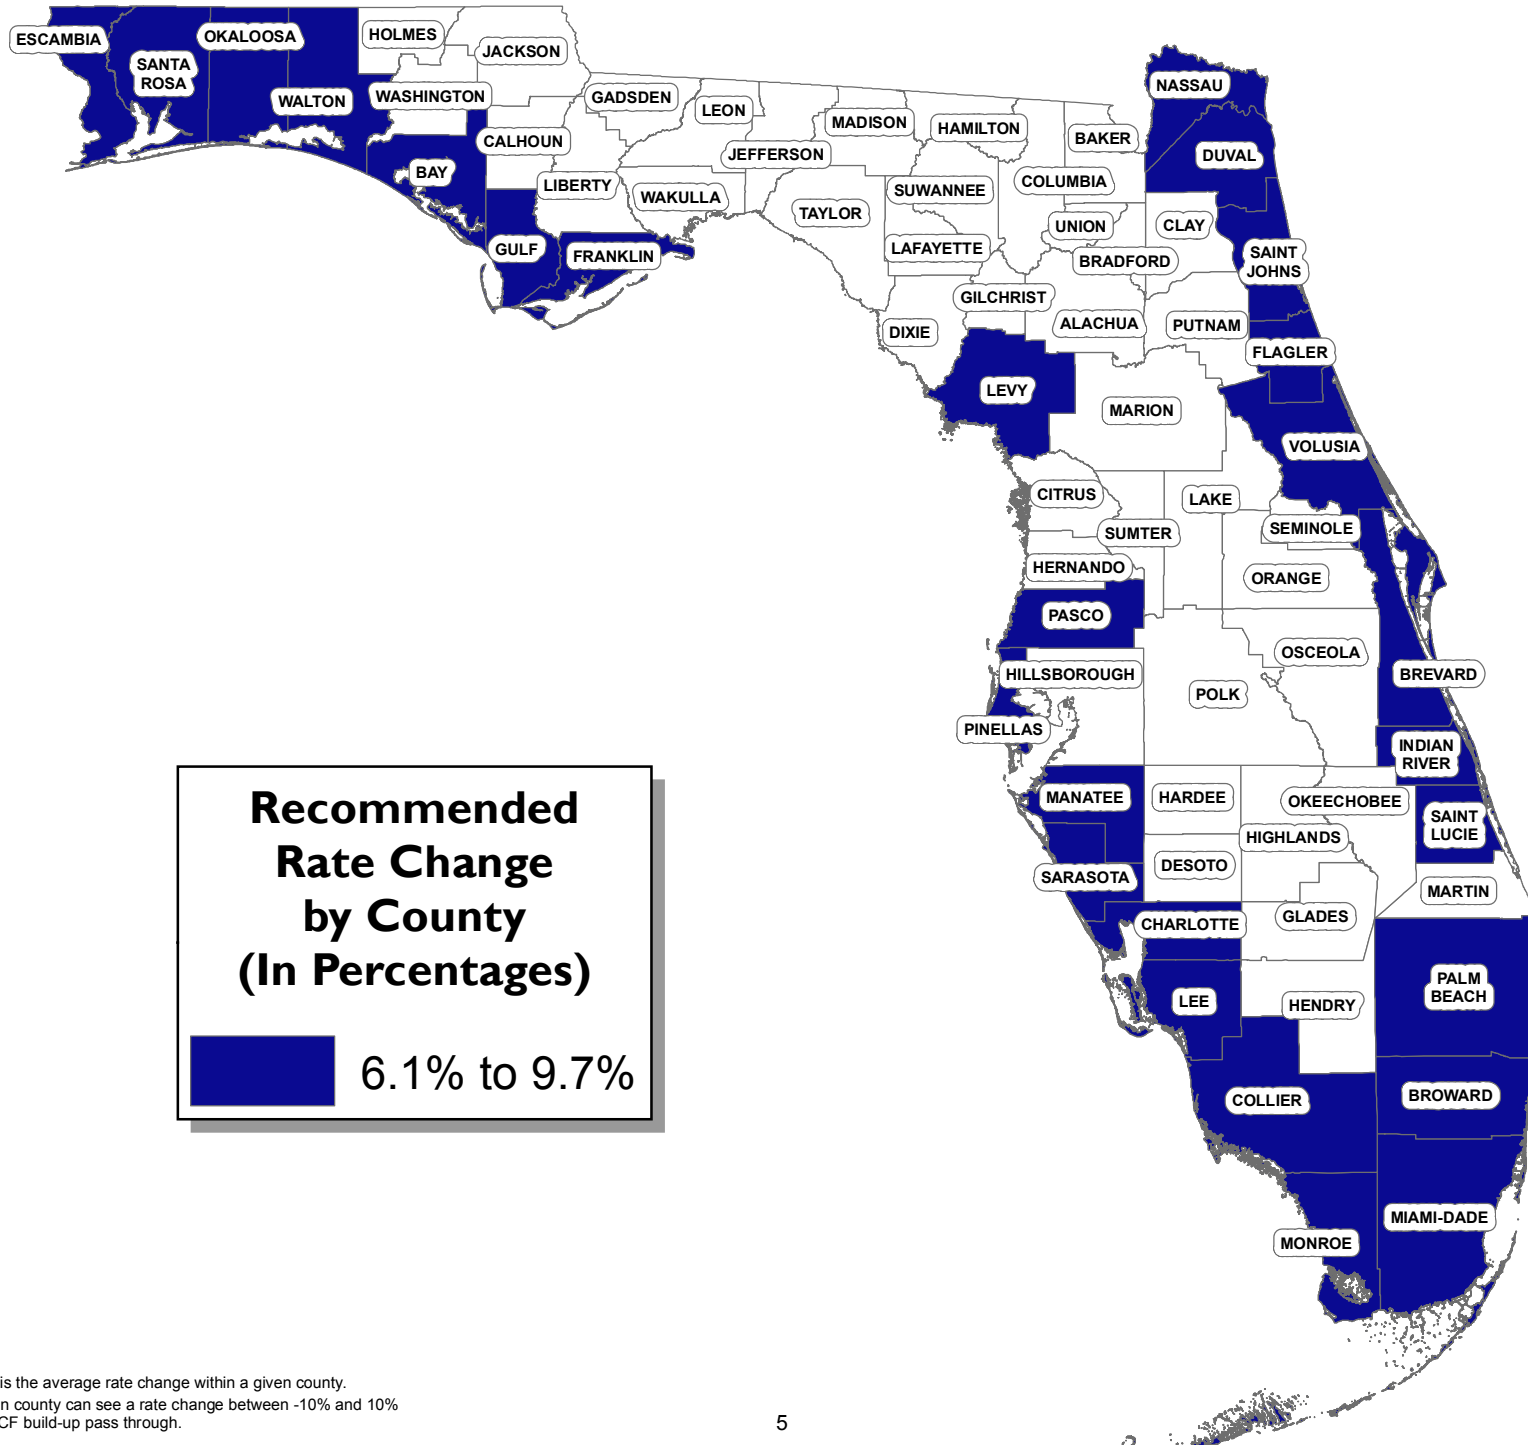 ESCAMBIA
SANTA
ROSA
OKALOOSA
WALTON
HOLMES
JACKSON
WASHINGTON
BAY
CALHOUN
GULF
GADSDEN
LIBERTY
FRANKLIN
LEON
WAKULLA
JEFFERSON
MADISON
TAYLOR
HAMILTON
SUWANNEE
LAFAYETTE
DIXIE
COLUMBIA
GILCHRIST
BAKER
UNION
BRADFORD
ALACHUA
NASSAU
DUVAL
CLAY
SAINT
JOHNS
PUTNAM
FLAGLER
LEVY
MARION
VOLUSIA
CITRUS
LAKE
SUMTER
SEMINOLE
HERNANDO
ORANGE
PASCO
OSCEOLA
HILLSBOROUGH
POLK
BREVARD
PINELLAS
INDIAN
RIVER
MANATEE
HARDEE
OKEECHOBEE
SAINT
LUCIE
HIGHLANDS
DESOTO
SARASOTA
MARTIN
CHARLOTTE
GLADES
LEE
HENDRY
PALM
BEACH
COLLIER
BROWARD
MIAMI-DADE
MONROE
Recommended
Rate Change
by County
(In Percentages)
6.1% to 9.7%
is the average rate change within a given county.
n county can see a rate change between -10% and 10%
CF build-up pass through.
5